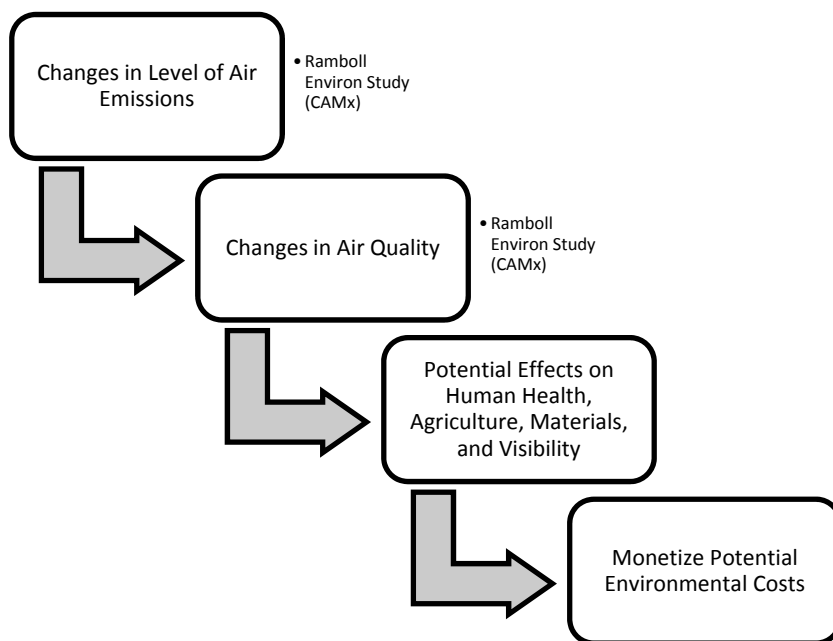 Changes in Level of Air
Emissions
• Ramboll
Environ Study
(CAMx)
Changes in Air Quality
• Ramboll
Environ Study
(CAMx)
Potential Effects on
Human Health,
Agriculture, Materials,
and Visibility
Monetize Potential
Environmental Costs